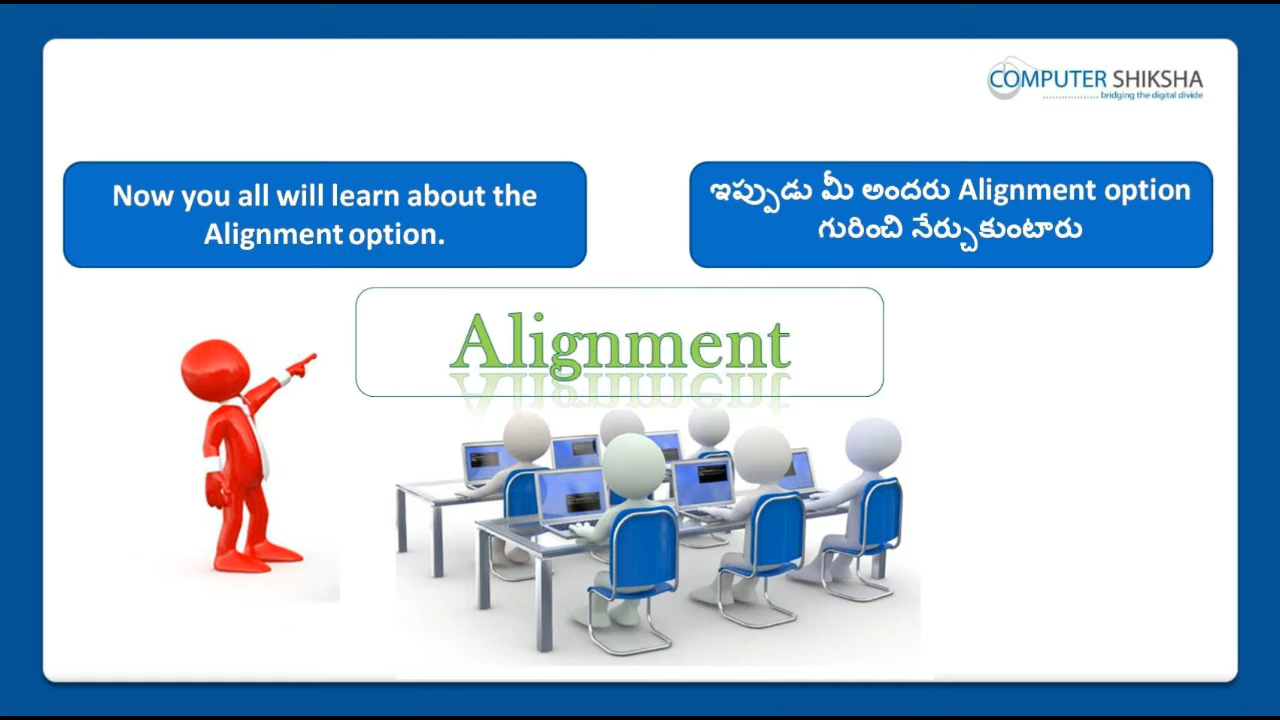 COMPUTER SHIKSHA
bridging the digital divide
Now you all will learn about the
Alignment option.
ఇప్పుడు మీ అందరు Alignment option
గురించి నేర్చుకుంటారు
Alignment